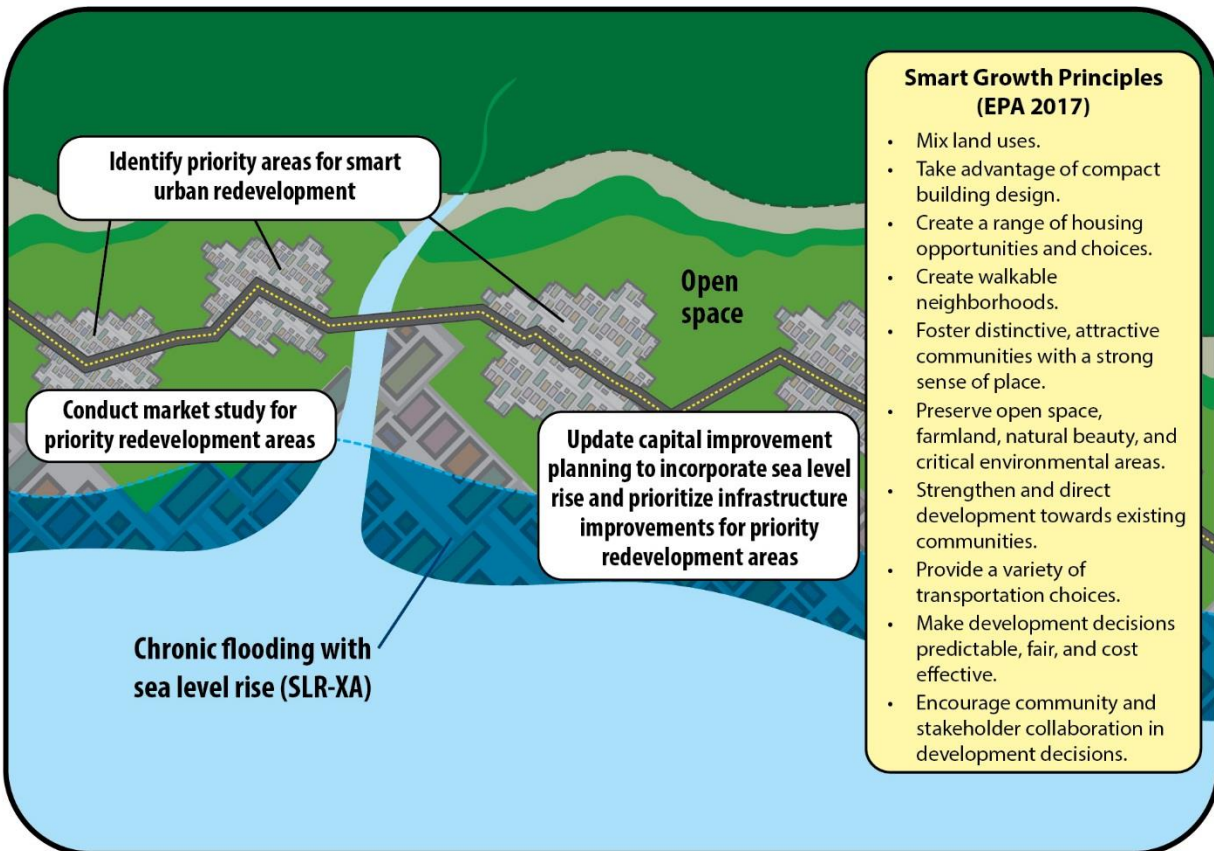 Identify priority areas for smart
urban redevelopment
Open
space
Conduct market study for
priority redevelopment areas
Update capital improvement
planning to incorporate sea level
rise and prioritize infrastructure
improvements for priority
redevelopment areas
Chronic flooding with
sea level rise (SLR-XA)
Smart Growth Principles
(EPA 2017)
• Mix land uses.
• Take advantage of compact
building design.
• Create a range of housing
opportunities and choices.
• Create walkable
neighborhoods.
• Foster distinctive, attractive
communities with a strong
sense of place.
• Preserve open space,
farmland, natural beauty, and
critical environmental areas.
• Strengthen and direct
development towards existing
communities.
• Provide a variety of
transportation choices.
• Make development decisions
predictable, fair, and cost
effective.
• Encourage community and
stakeholder collaboration in
development decisions.